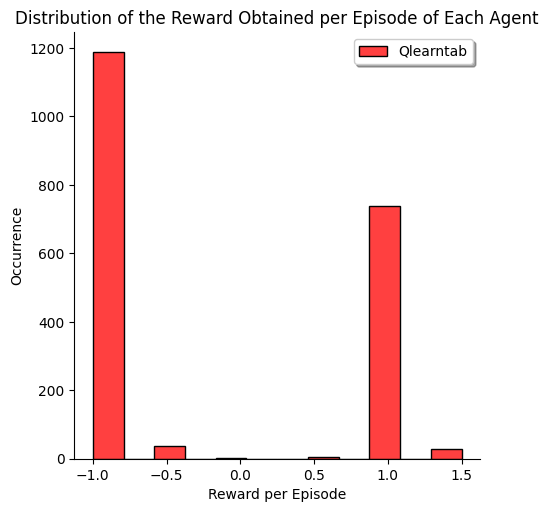 Distribution of the Reward Obtained per Episode of Each Agent
Qlearntab
1200
1000
800
600
400
200
0
Occurrence
−1.0 −0.5 0.0 0.5 1.0 1.5
Reward per Episode